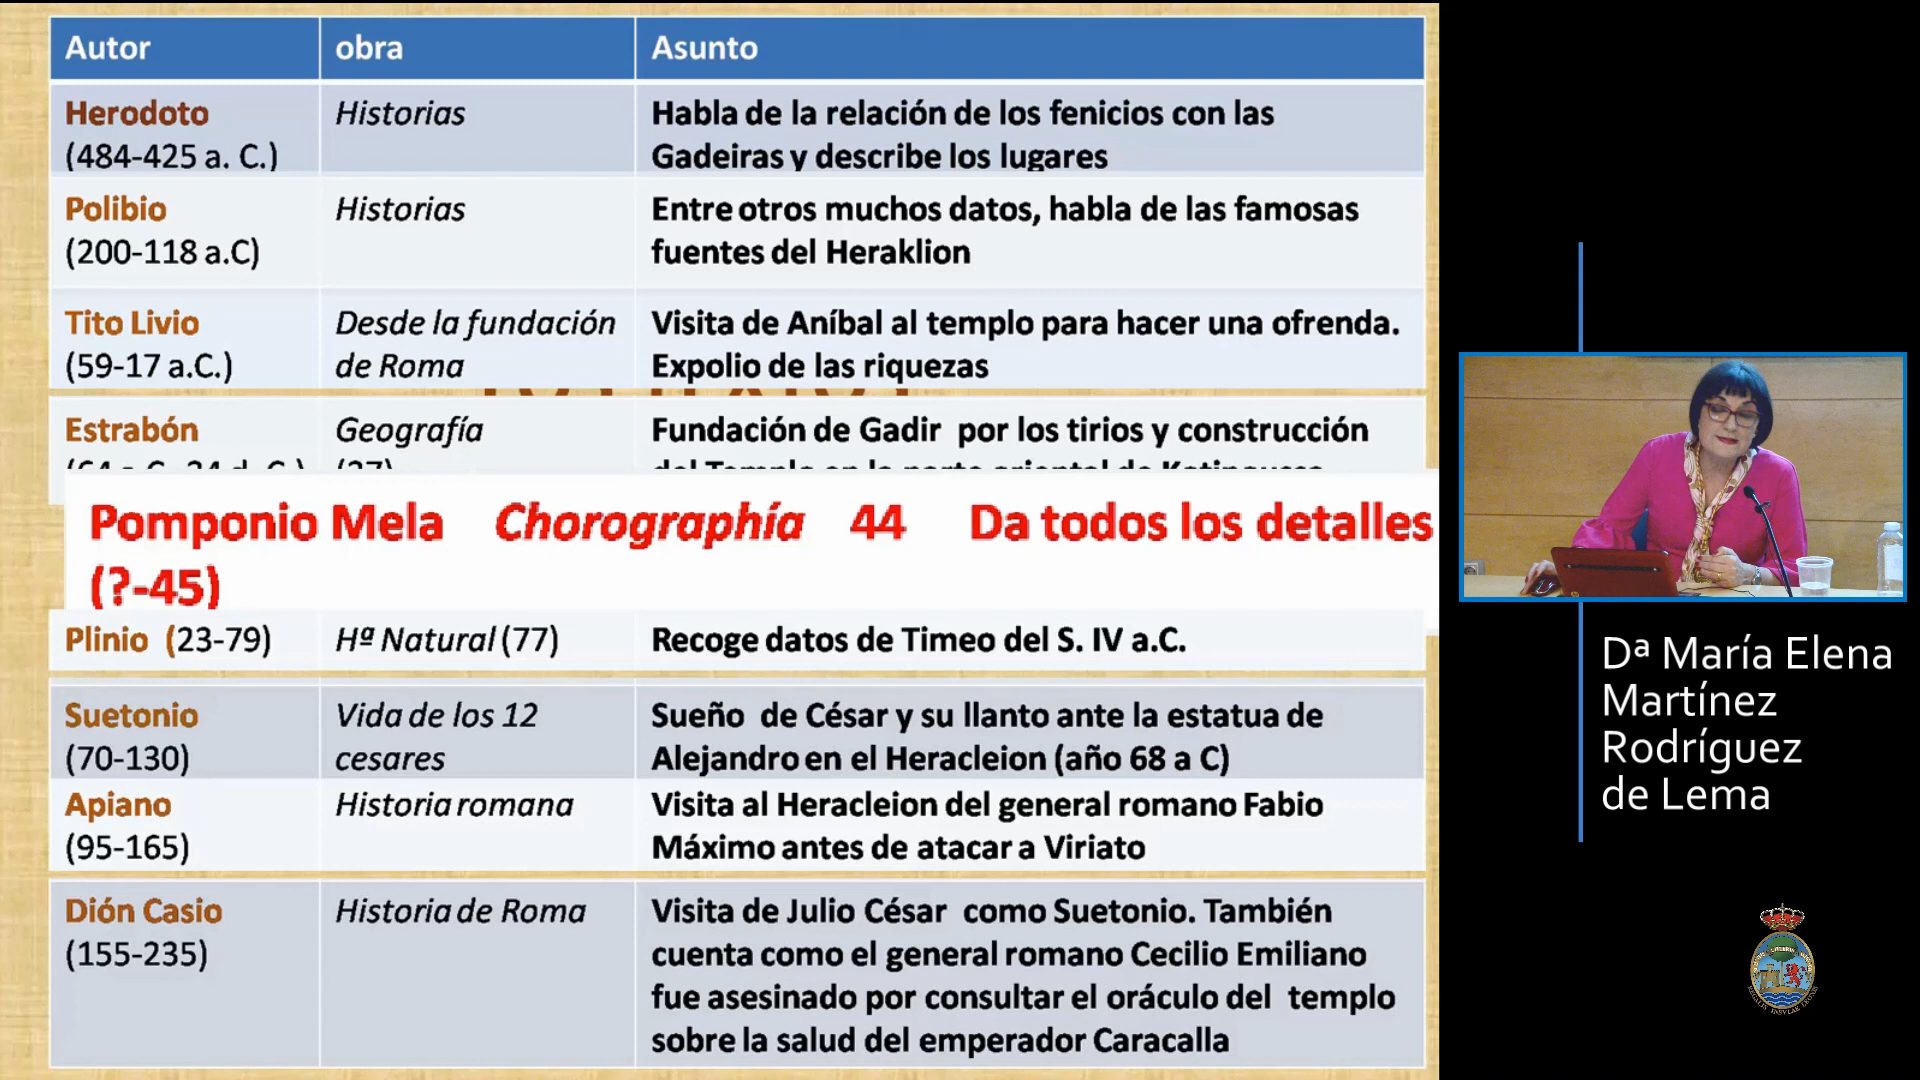 Autor obra Asunto
Herodoto Historias Habla de la relación de los fenicios con las
(484-425 a. C.) Gadeiras y describe los lugares
Polibio Historias Entre otros muchos datos, habla de las famosas
(200-118 a.C) fuentes del Heraklion
Tito Livio Desde la fundación Visita de Aníbal al templo para hacer una ofrenda.
(59-17 a.C.) de Roma Expolio de las riquezas
Estrabón Geografía Fundación de Gadir por los tirios y construcción
Pomponio Mela Chorographía 44 Da todos los detalles
(?-45)
Plinio (23-79) Hª Natural (77) Recoge datos de Timeo del S. IV a.C.
Suetonio Vida de los 12 Sueño de César y su llanto ante la estatua de
(70-130) cesares Alejandro en el Heracleion (año 68 a C)
Apiano Historia romana Visita al Heracleion del general romano Fabio
(95-165) Máximo antes de atacar a Viriato
Dión Casio Historia de Roma Visita de Julio César como Suetonio. También
(155-235) cuenta como el general romano Cecilio Emiliano
fue asesinado por consultar el oráculo del templo
sobre la salud del emperador Caracalla
Dª María Elena
Martínez
Rodríguez
de Lema